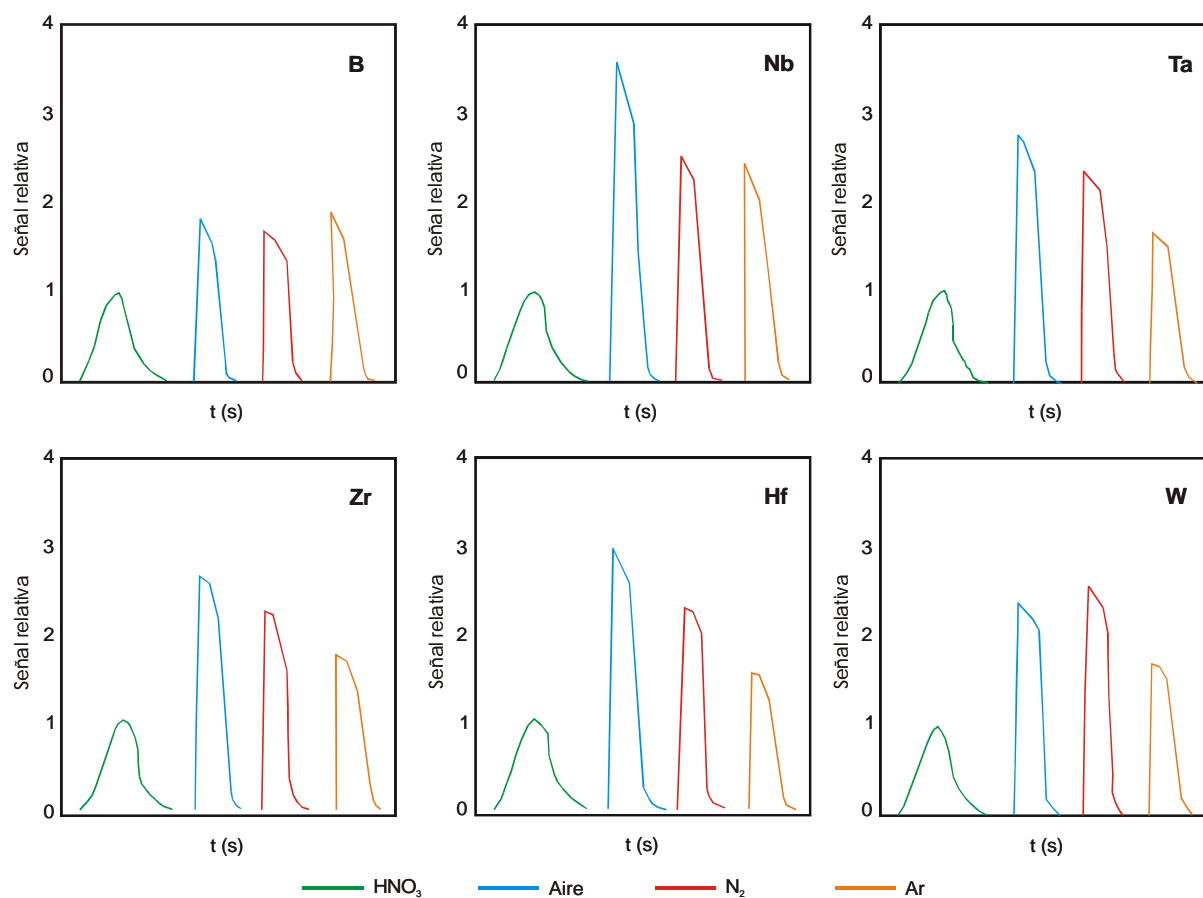 4
3
2
1
0
Señal relativa
B
t (s)
4
3
2
1
0
Señal relativa
Nb
t (s)
4
3
2
1
0
Señal relativa
Ta
t (s)
4
3
2
1
0
Señal relativa
Zr
t (s)
4
3
2
1
0
Señal relativa
Hf
t (s)
4
3
2
1
0
Señal relativa
W
t (s)
HNO₃
Aire
N₂
Ar